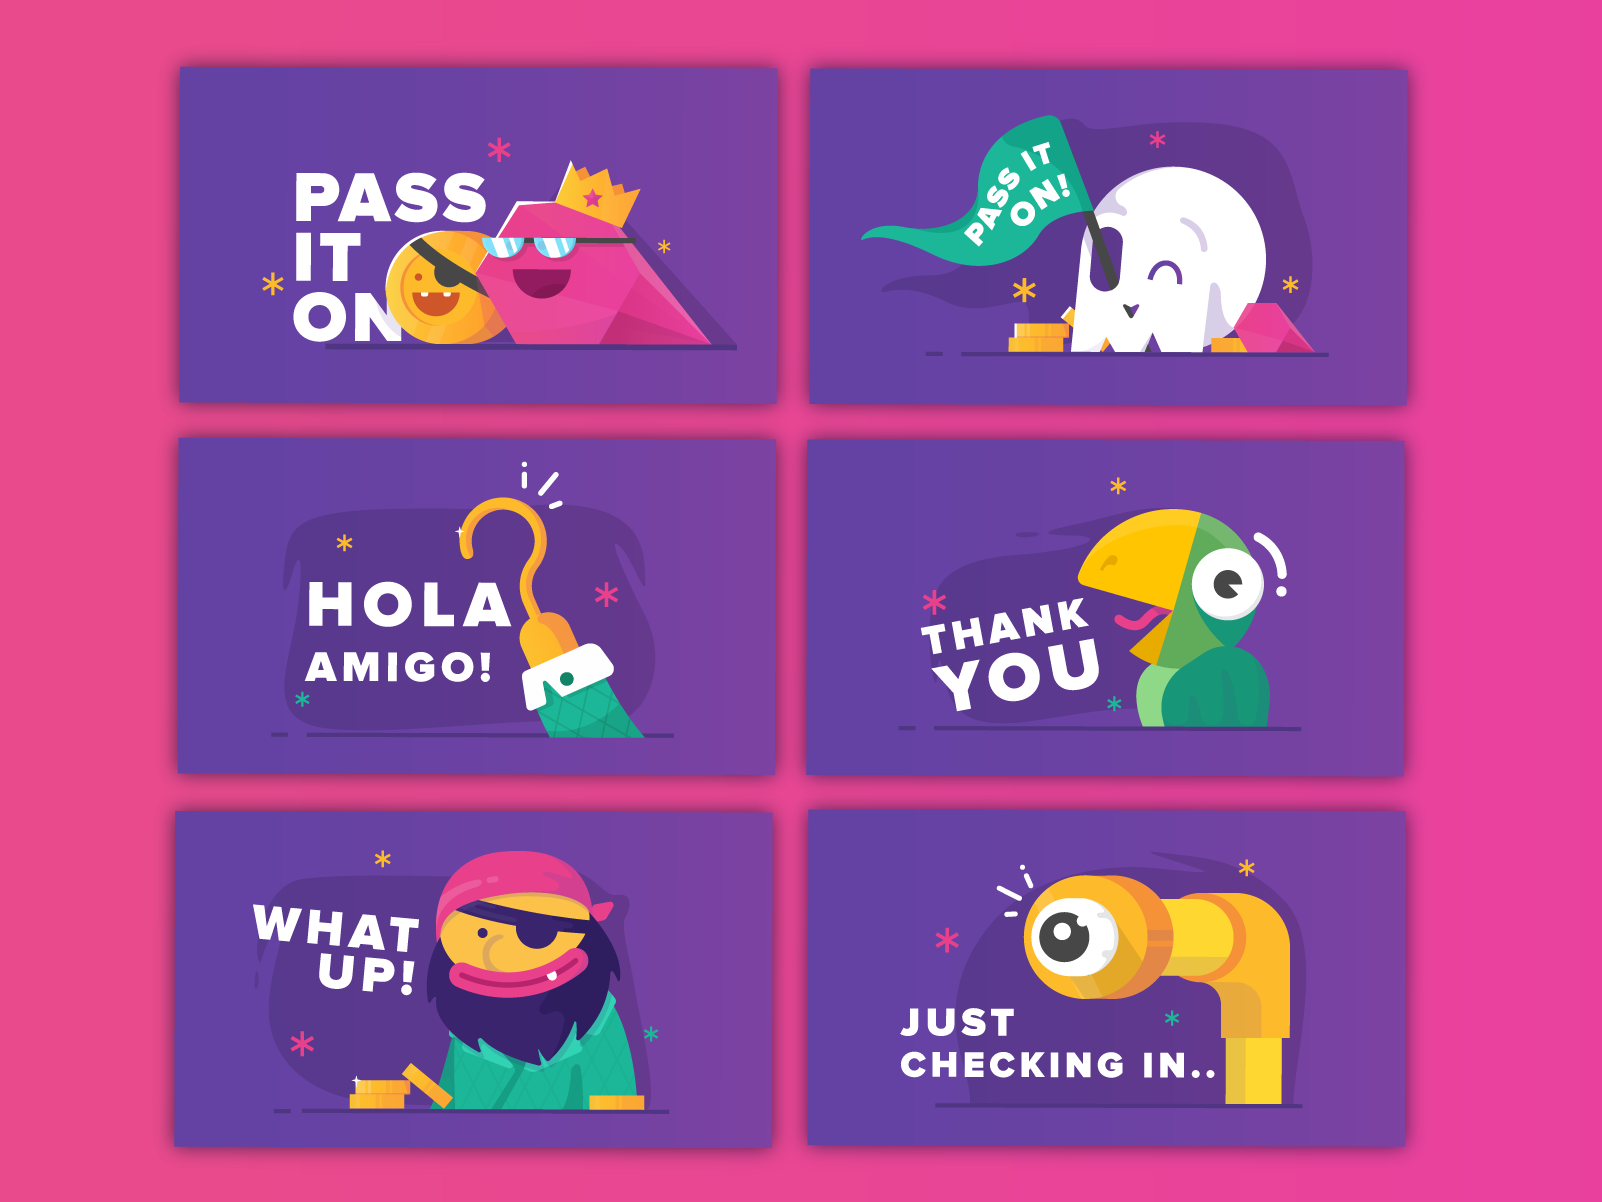 PASS
IT
ON
PASS IT
ON!
HOLA
AMIGO!
THANK
YOU
WHAT
UP!
JUST
CHECKING IN..